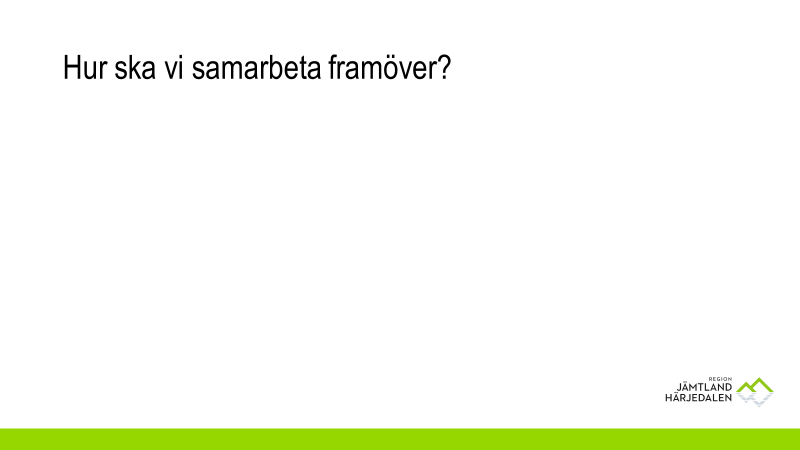 Hur ska vi samarbeta framöver?
REGION
JÄMTLAND
HÄRJEDALEN